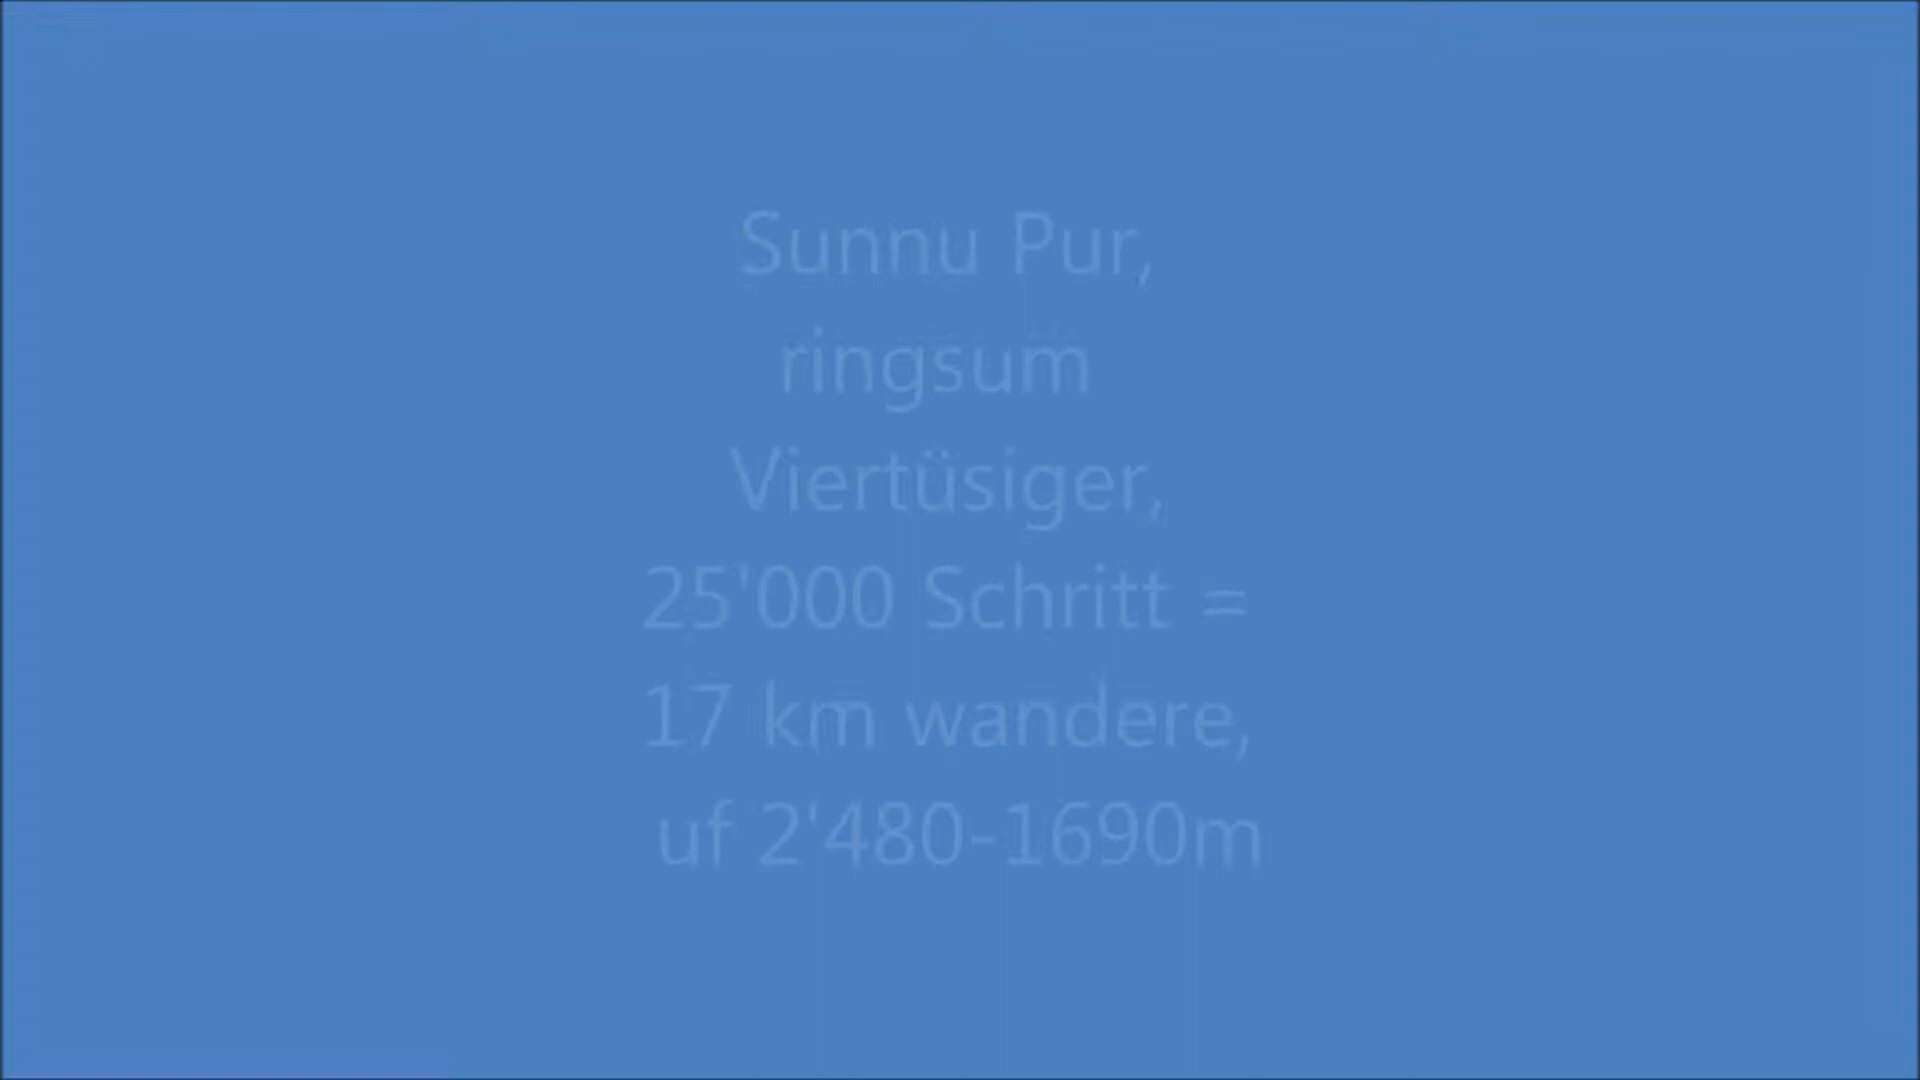 Sunnu Pur,
ringsum
Viertüsiger,
25'000 Schritt =
17 km wandere,
uf 2'480-1690m